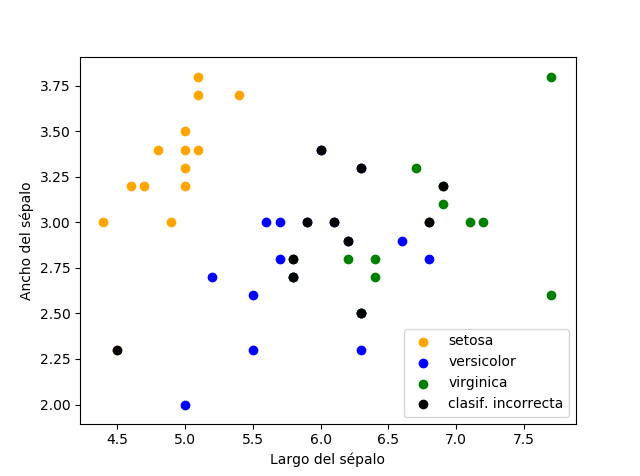 3.75
3.50
3.25
3.00
2.75
2.50
2.25
2.00
Ancho del sépalo
4.5 5.0 5.5 6.0 6.5 7.0 7.5
Largo del sépalo
setosa
versicolor
virginica
clasif. incorrecta